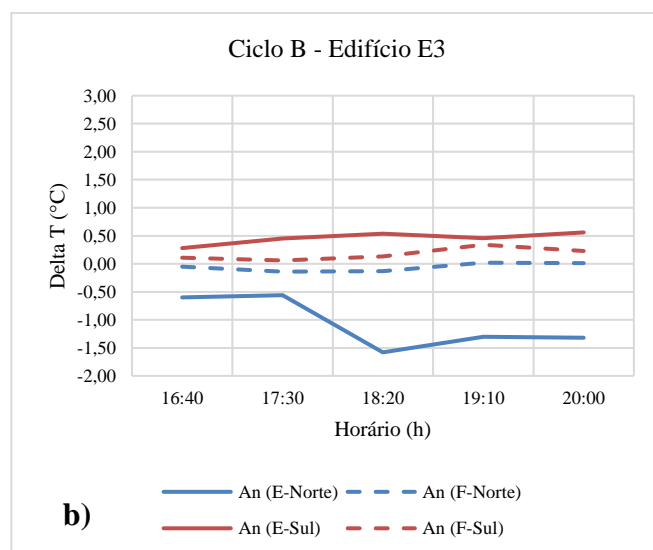 Ciclo B - Edifício E3
3,00
2,50
2,00
1,50
1,00
0,50
0,00
-0,50
-1,00
-1,50
-2,00
Delta T (°C)
16:40 17:30 18:20 19:10 20:00
Horário (h)
An (E-Norte) An (F-Norte)
An (E-Sul) An (F-Sul)
b)